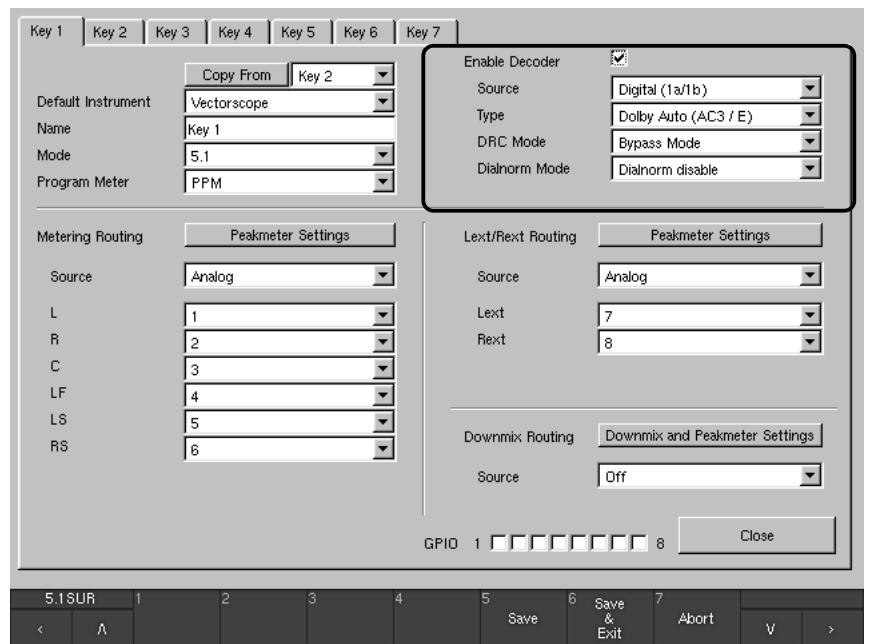 Key 1 Key 2 Key 3 Key 4 Key 5 Key 6 Key 7
Copy From Key 2
Default Instrument Vectorscope
Name Key 1
Mode 5.1
Program Meter PPM
Enable Decoder
Source Digital (1a/1b)
Type Dolby Auto (AC3 / E)
DRC Mode Bypass Mode
Dialnorm Mode Dialnorm disable
Metering Routing Peakmeter Settings
Source Analog
L 1
R 2
C 3
LF 4
LS 5
RS 6
Lext/Rext Routing Peakmeter Settings
Source Analog
Lext 7
Rext 8
Downmix Routing Downmix and Peakmeter Settings
Source Off
GPIO 1 8
Close
5.1SUR 1 2 3 4 5 6 7
< Λ Save Save & Exit Abort V >